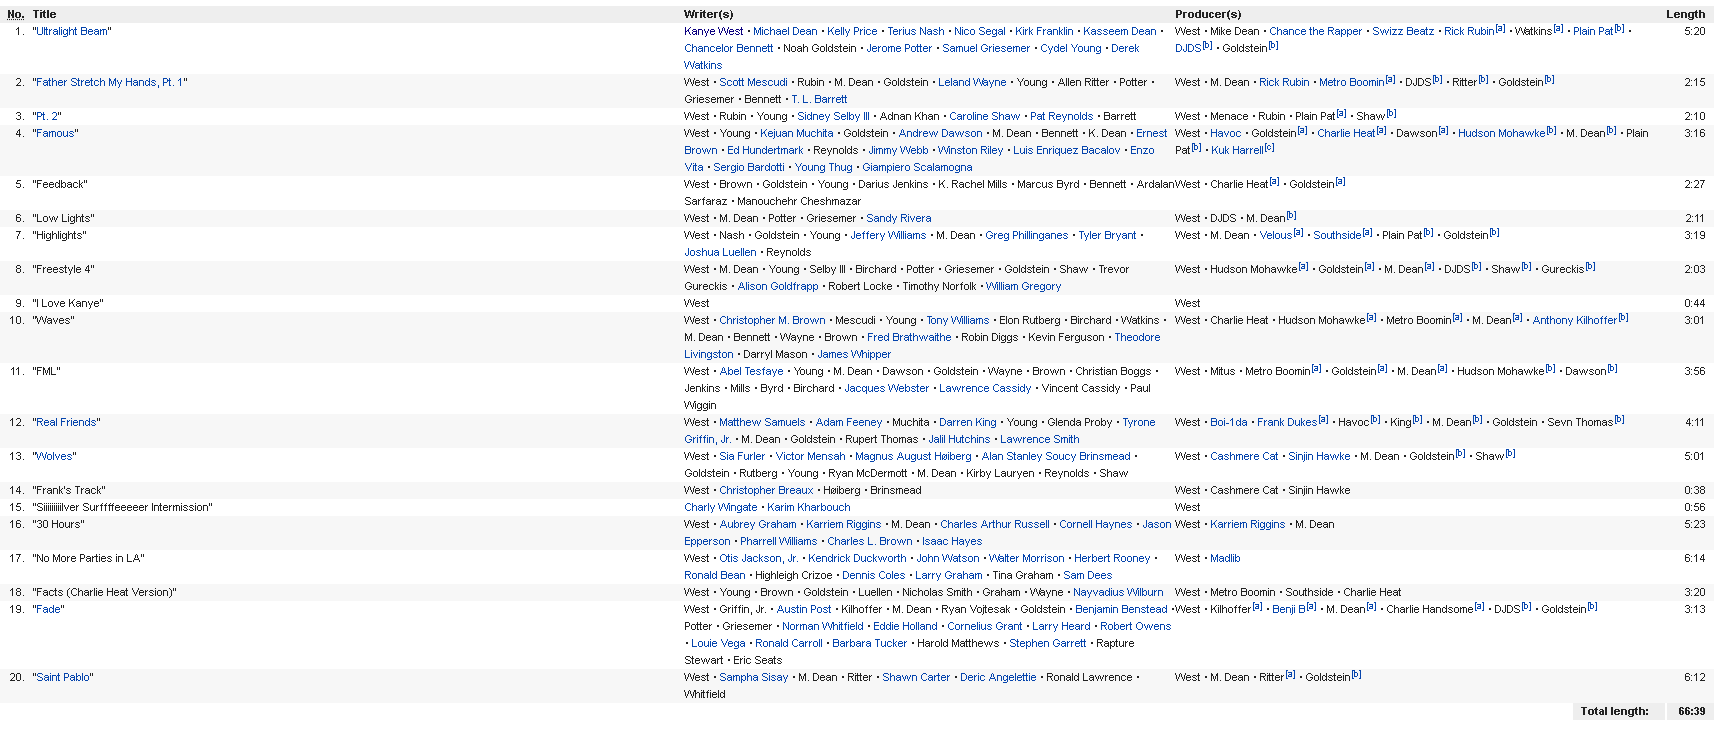 No. Title Writer(s) Producer(s) Length
1. "Ultralight Beam" Kanye West · Michael Dean · Kelly Price · Terius Nash · Nico Segal · Kirk Franklin · Kasseem Dean · West · Mike Dean · Chance the Rapper · Swizz Beatz · Rick Rubin[a] · Watkins[a] · Plain Pat[b] · 5:20
Chancelor Bennett · Noah Goldstein · Jerome Potter · Samuel Griesemer · Cydel Young · Derek DJDS[b] · Goldstein[b]
Watkins
2. "Father Stretch My Hands, Pt. 1" West · Scott Mescudi · Rubin · M. Dean · Goldstein · Leland Wayne · Young · Allen Ritter · Potter · West · M. Dean · Rick Rubin · Metro Boomin[a] · DJDS[b] · Ritter[b] · Goldstein[b] 2:15
Griesemer · Bennett · T. L. Barrett
3. "Pt. 2" West · Rubin · Young · Sidney Selby III · Adnan Khan · Caroline Shaw · Pat Reynolds · Barrett West · Menace · Rubin · Plain Pat[a] · Shaw[b] 2:10
4. "Famous" West · Young · Kejuan Muchita · Goldstein · Andrew Dawson · M. Dean · Bennett · K. Dean · Ernest West · Havoc · Goldstein[a] · Charlie Heat[a] · Dawson[a] · Hudson Mohawke[b] · M. Dean[b] · Plain 3:16
Brown · Ed Hundertmark · Reynolds · Jimmy Webb · Winston Riley · Luis Enriquez Bacalov · Enzo Pat[b] · Kuk Harrell[c]
Vita · Sergio Bardotti · Young Thug · Giampiero Scalamogna
5. "Feedback" West · Brown · Goldstein · Young · Darius Jenkins · K. Rachel Mills · Marcus Byrd · Bennett · Ardalan West · Charlie Heat[a] · Goldstein[a] 2:27
Sarfaraz · Manouchehr Cheshmazar
6. "Low Lights" West · M. Dean · Potter · Griesemer · Sandy Rivera West · DJDS · M. Dean[b] 2:11
7. "Highlights" West · Nash · Goldstein · Young · Jeffery Williams · M. Dean · Greg Phillinganes · Tyler Bryant · West · M. Dean · Velous[a] · Southside[a] · Plain Pat[b] · Goldstein[b] 3:19
Joshua Luellen · Reynolds
8. "Freestyle 4" West · M. Dean · Young · Selby III · Birchard · Potter · Griesemer · Goldstein · Shaw · Trevor West · Hudson Mohawke[a] · Goldstein[a] · M. Dean[a] · DJDS[b] · Shaw[b] · Gureckis[b] 2:03
Gureckis · Alison Goldfrapp · Robert Locke · Timothy Norfolk · William Gregory
9. "I Love Kanye" West West 0:44
10. "Waves" West · Christopher M. Brown · Mescudi · Young · Tony Williams · Elon Rutberg · Birchard · Watkins · West · Charlie Heat · Hudson Mohawke[a] · Metro Boomin[a] · M. Dean[a] · Anthony Kilhoffer[b] 3:01
M. Dean · Bennett · Wayne · Brown · Fred Brathwaithe · Robin Diggs · Kevin Ferguson · Theodore
Livingston · Darryl Mason · James Whipper
11. "FML" West · Abel Tesfaye · Young · M. Dean · Dawson · Goldstein · Wayne · Brown · Christian Boggs · West · Mitus · Metro Boomin[a] · Goldstein[a] · M. Dean[a] · Hudson Mohawke[b] · Dawson[b] 3:56
Jenkins · Mills · Byrd · Birchard · Jacques Webster · Lawrence Cassidy · Vincent Cassidy · Paul
Wiggin
12. "Real Friends" West · Matthew Samuels · Adam Feeney · Muchita · Darren King · Young · Glenda Proby · Tyrone West · Boi-1da · Frank Dukes[a] · Havoc[b] · King[b] · M. Dean[b] · Goldstein · Sevn Thomas[b] 4:11
Griffin, Jr. · M. Dean · Goldstein · Rupert Thomas · Jalil Hutchins · Lawrence Smith
13. "Wolves" West · Sia Furler · Victor Mensah · Magnus August Høiberg · Alan Stanley Soucy Brinsmead · West · Cashmere Cat · Sinjin Hawke · M. Dean · Goldstein[b] · Shaw[b] 5:01
Goldstein · Rutberg · Young · Ryan McDermott · M. Dean · Kirby Lauryen · Reynolds · Shaw
14. "Frank's Track" West · Christopher Breaux · Høiberg · Brinsmead West · Cashmere Cat · Sinjin Hawke 0:38
15. "Siiiiiiiiilver Surffffeeeeer Intermission" Charly Wingate · Karim Kharbouch West 0:56
16. "30 Hours" West · Aubrey Graham · Karriem Riggins · M. Dean · Charles Arthur Russell · Cornell Haynes · Jason West · Karriem Riggins · M. Dean 5:23
Epperson · Pharrell Williams · Charles L. Brown · Isaac Hayes
17. "No More Parties in LA" West · Otis Jackson, Jr. · Kendrick Duckworth · John Watson · Walter Morrison · Herbert Rooney · West · Madlib 6:14
Ronald Bean · Highleigh Crizoe · Dennis Coles · Larry Graham · Tina Graham · Sam Dees
18. "Facts (Charlie Heat Version)" West · Young · Brown · Goldstein · Luellen · Nicholas Smith · Graham · Wayne · Nayvadius Wilburn West · Metro Boomin · Southside · Charlie Heat 3:20
19. "Fade" West · Griffin, Jr. · Austin Post · Kilhoffer · M. Dean · Ryan Vojtesak · Goldstein · Benjamin Benstead · West · Kilhoffer[a] · Benji B[a] · M. Dean[a] · Charlie Handsome[a] · DJDS[b] · Goldstein[b] 3:13
Potter · Griesemer · Norman Whitfield · Eddie Holland · Cornelius Grant · Larry Heard · Robert Owens
· Louie Vega · Ronald Carroll · Barbara Tucker · Harold Matthews · Stephen Garrett · Rapture
Stewart · Eric Seats
20. "Saint Pablo" West · Sampha Sisay · M. Dean · Ritter · Shawn Carter · Deric Angelettie · Ronald Lawrence · West · M. Dean · Ritter[a] · Goldstein[b] 6:12
Whitfield
Total length: 66:39